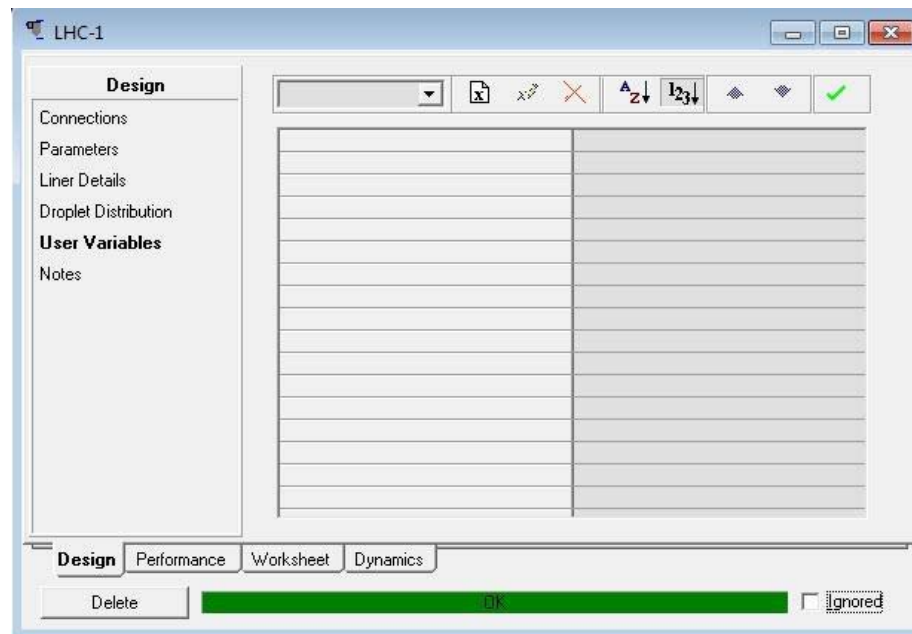 LHC-1
Design
Connections
Parameters
Liner Details
Droplet Distribution
User Variables
Notes
Design Performance Worksheet Dynamics
Delete OK Ignored